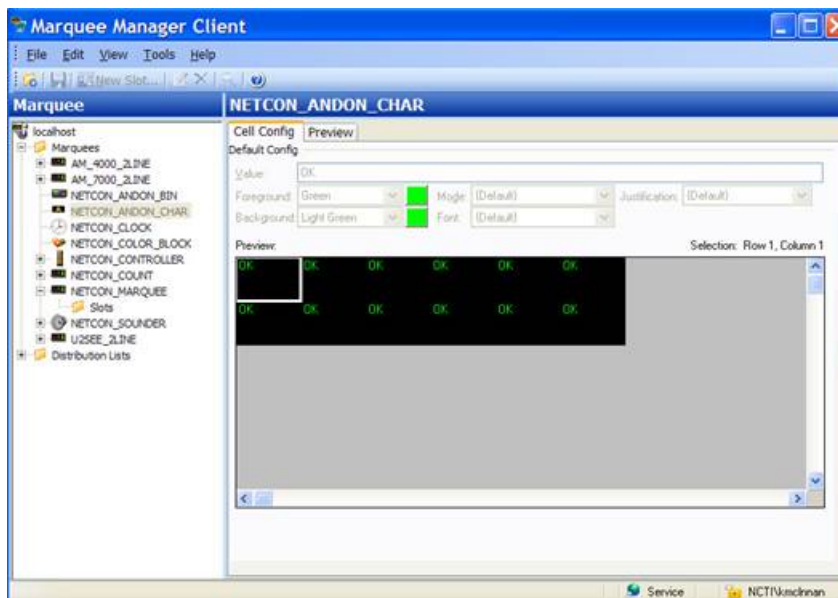 Marquee Manager Client
File Edit View Tools Help
New Slot...
Marquee
NETCON_ANDON_CHAR
localhost
Marquees
AM_4000_2LINE
AM_7000_2LINE
NETCON_ANDON_BIN
NETCON_ANDON_CHAR
NETCON_CLOCK
NETCON_COLOR_BLOCK
NETCON_CONTROLLER
NETCON_COUNT
NETCON_MARQUEE
Slots
NETCON_SOUNDER
U2SEE_2LINE
Distribution Lists
Cell Config Preview
Default Config
Value: OK
Foreground: Green Mode: (Default) Justification: (Default)
Background: Light Green Font: (Default)
Preview: Selection: Row 1, Column 1
OK OK OK OK OK OK
OK OK OK OK OK OK
Service NCTI\kmclnnan